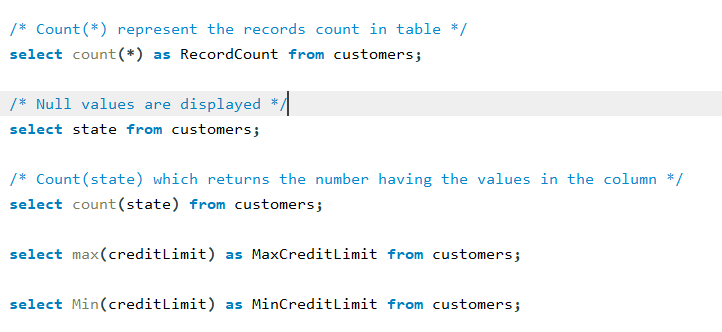 /* Count(*) represent the records count in table */
select count(*) as RecordCount from customers;
/* Null values are displayed */
select state from customers;
/* Count(state) which returns the number having the values in the column */
select count(state) from customers;
select max(creditLimit) as MaxCreditLimit from customers;
select Min(creditLimit) as MinCreditLimit from customers;